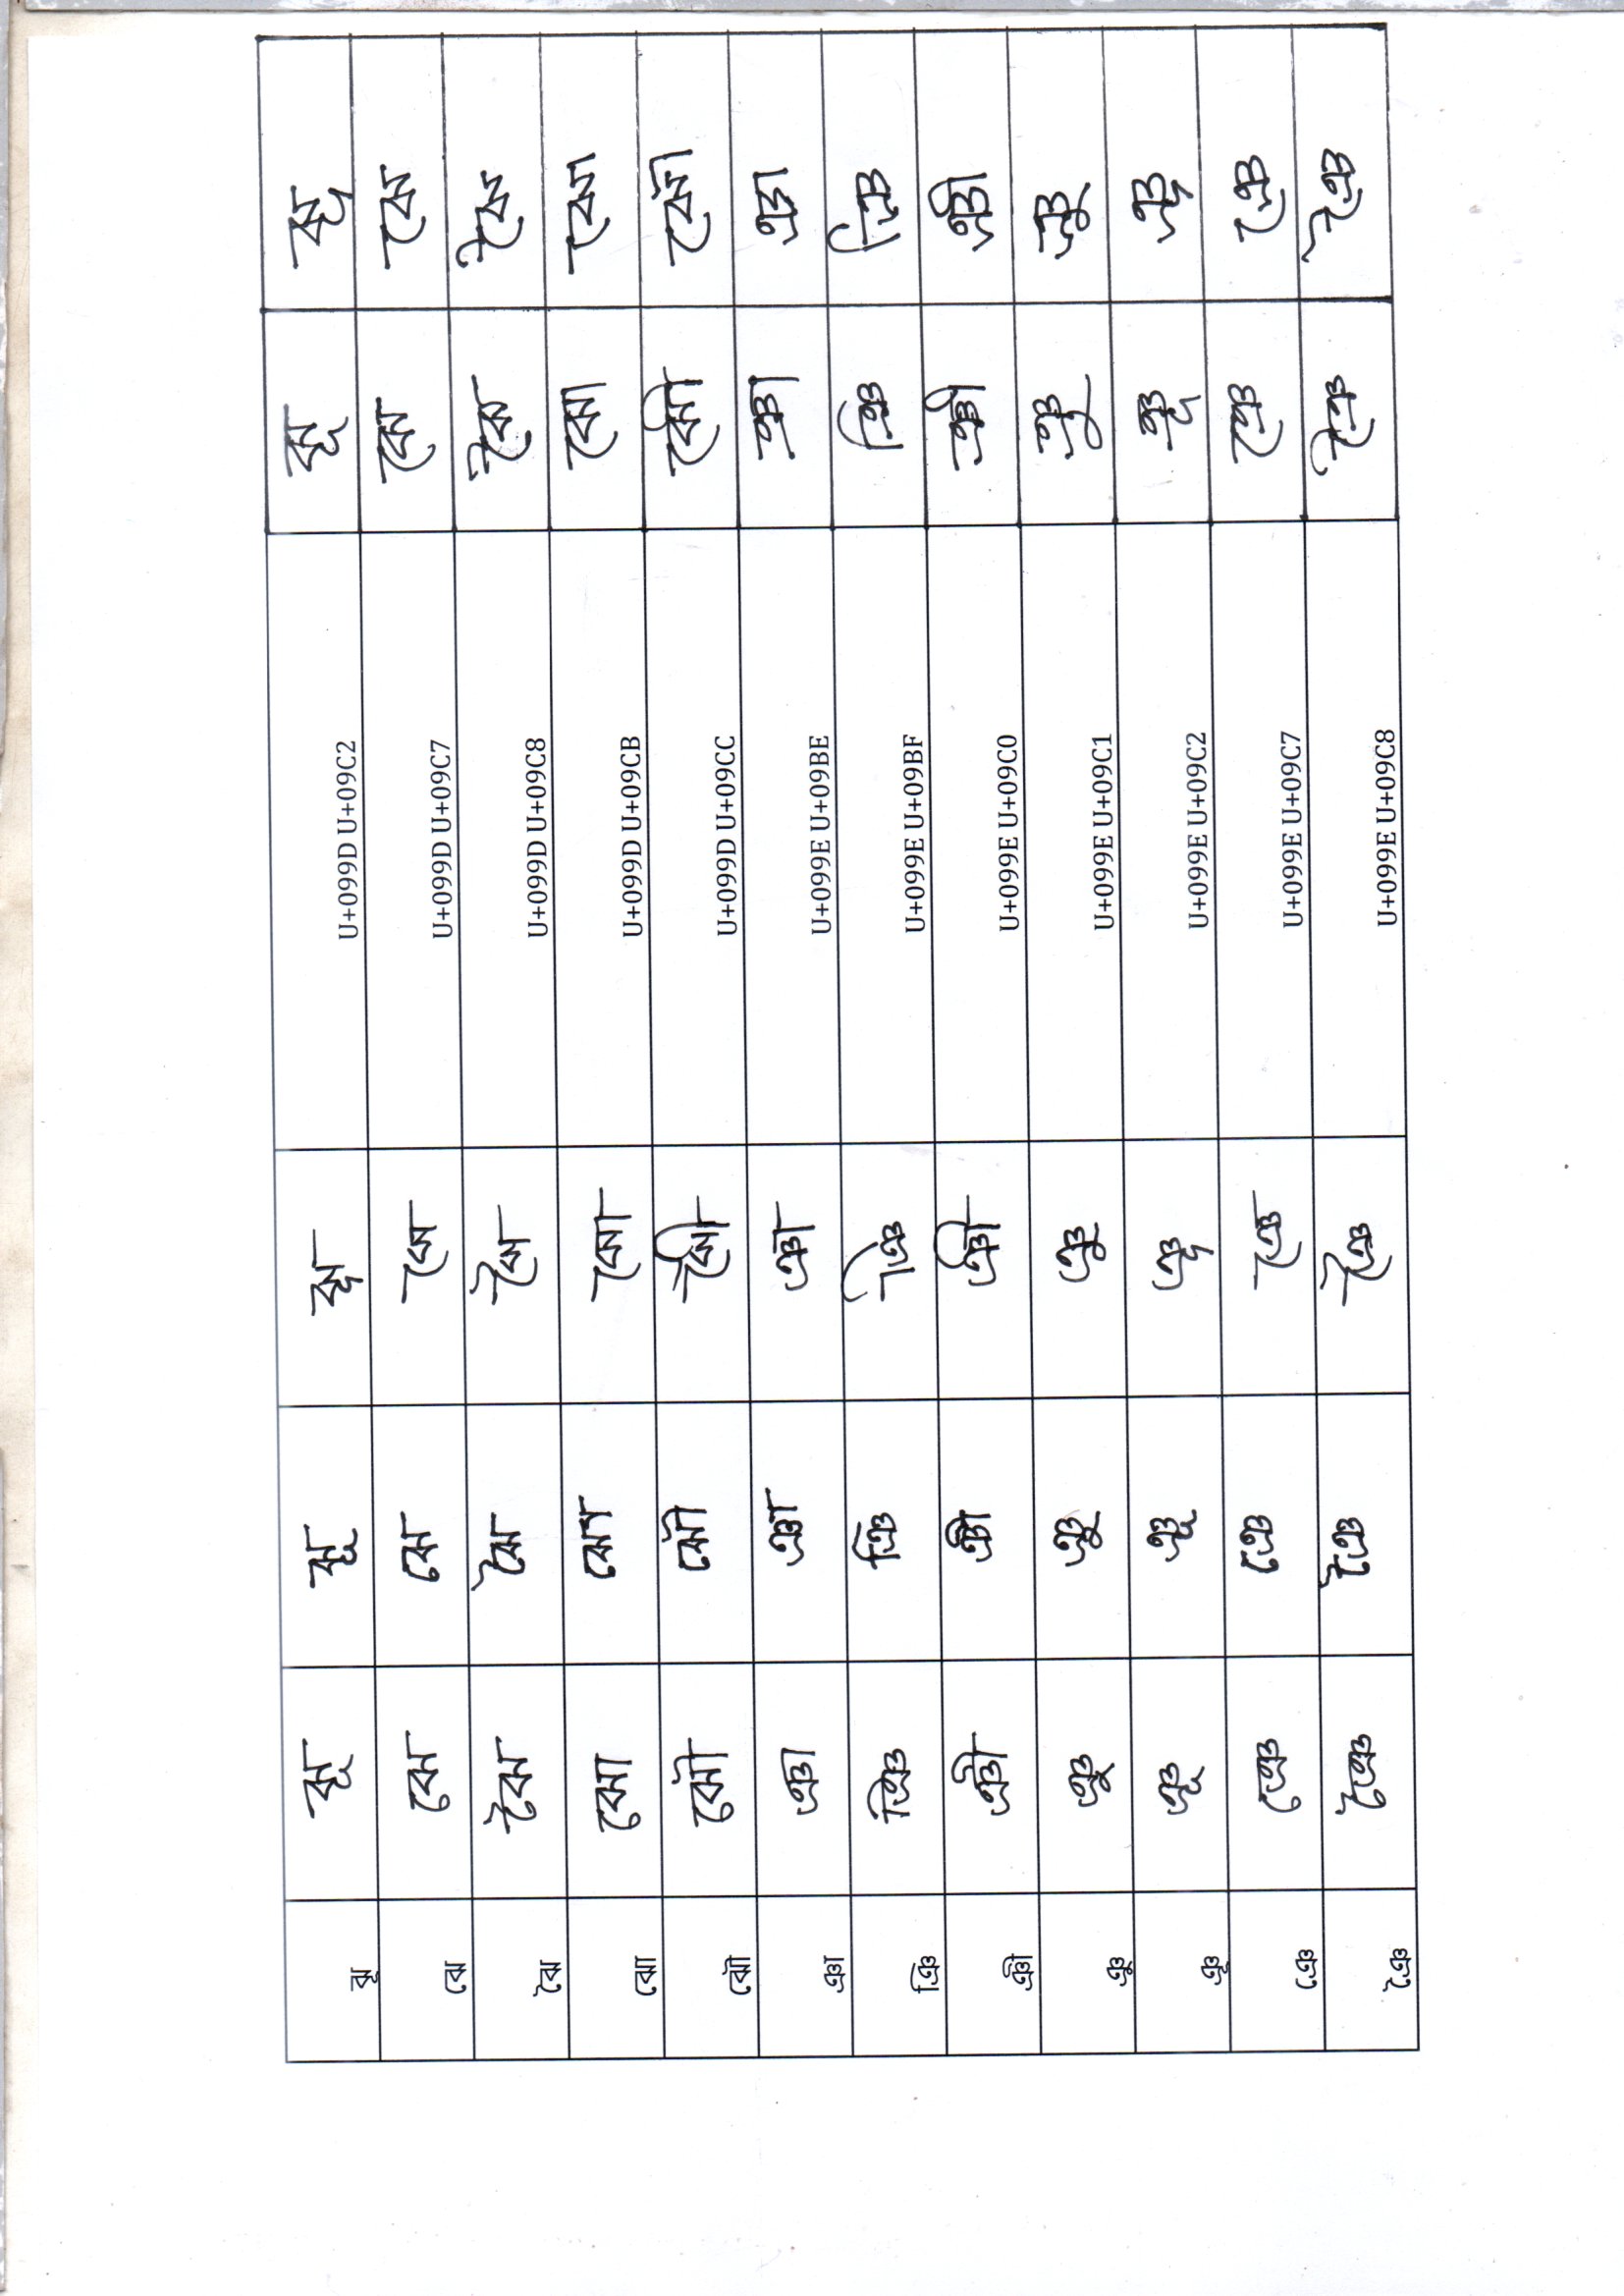 ঝূ ঝূ ঝূ ঝূ U+099D U+09C2 ঝূ ঝূ
ঝে ঝে ঝে ঝে U+099D U+09C7 ঝে ঝে
ঝৈ ঝৈ ঝৈ ঝৈ U+099D U+09C8 ঝৈ ঝৈ
ঝো ঝো ঝো ঝো U+099D U+09CB ঝো ঝো
ঝৌ ঝৌ ঝৌ ঝৌ U+099D U+09CC ঝৌ ঝৌ
ঞা ঞা ঞা ঞা U+099E U+09BE ঞা ঞা
ঞি ঞি ঞি ঞি U+099E U+09BF ঞি ঞি
ঞী ঞী ঞী ঞী U+099E U+09C0 ঞী ঞী
ঞু ঞু ঞু ঞু U+099E U+09C1 ঞু ঞু
ঞূ ঞূ ঞূ ঞূ U+099E U+09C2 ঞূ ঞূ
ঞে ঞে ঞে ঞে U+099E U+09C7 ঞে ঞে
ঞৈ ঞৈ ঞৈ ঞৈ U+099E U+09C8 ঞৈ ঞৈ